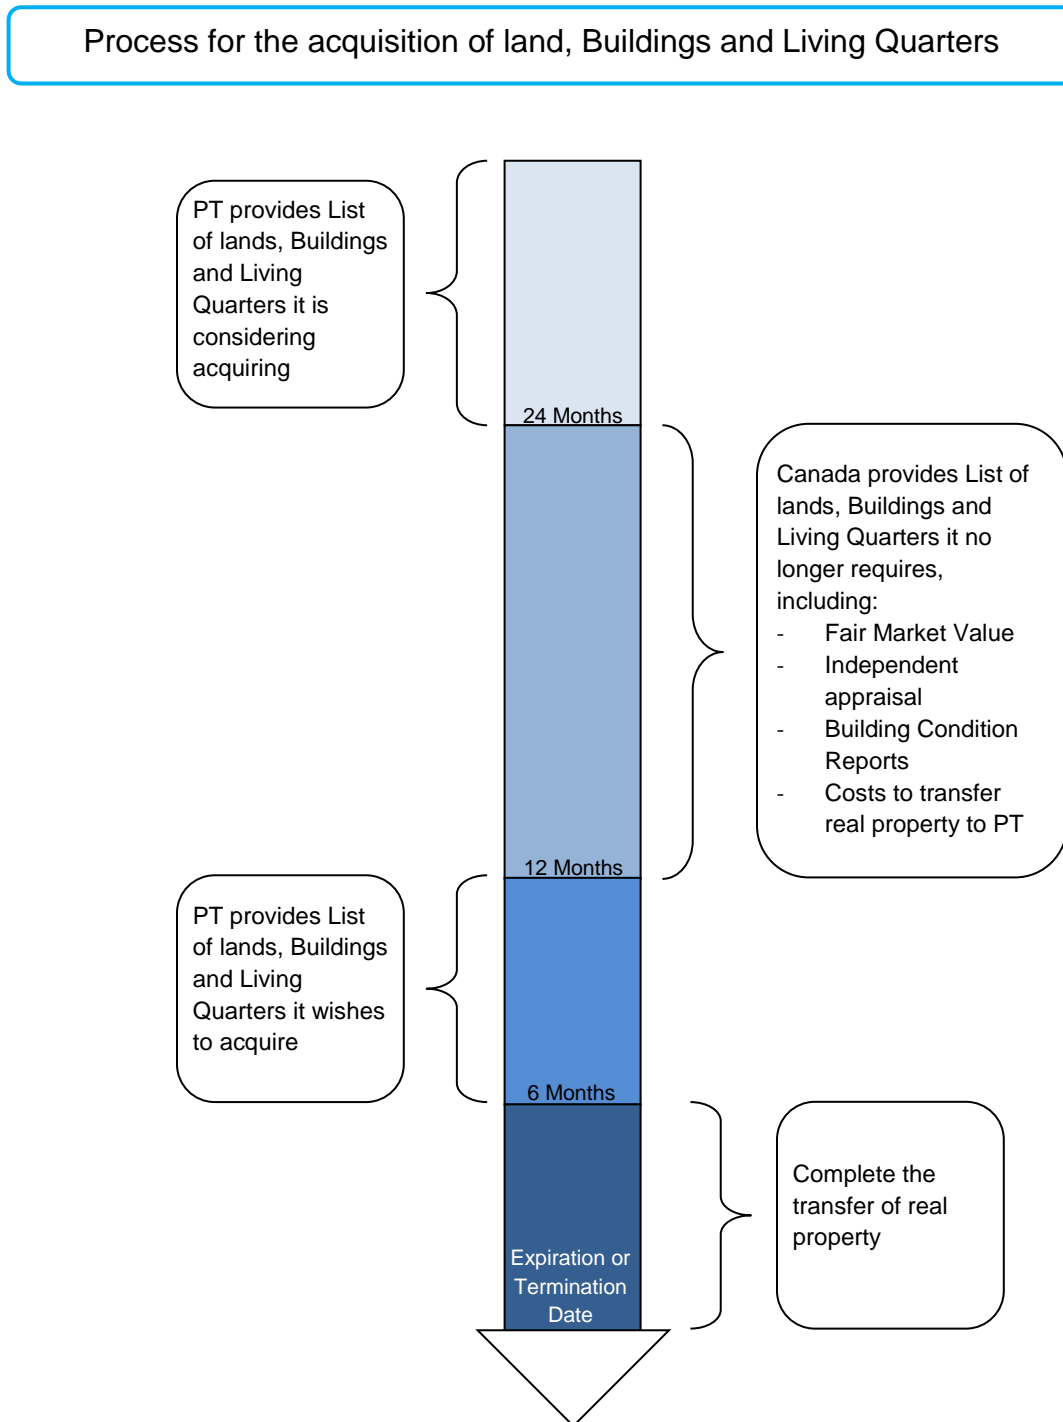 Process for the acquisition of land, Buildings and Living Quarters
PT provides List
of lands, Buildings
and Living
Quarters it is
considering
acquiring
24 Months
Canada provides List of
lands, Buildings and
Living Quarters it no
longer requires,
including:
- Fair Market Value
- Independent
appraisal
- Building Condition
Reports
- Costs to transfer
real property to PT
12 Months
PT provides List
of lands, Buildings
and Living
Quarters it wishes
to acquire
6 Months
Complete the
transfer of real
property
Expiration or
Termination
Date